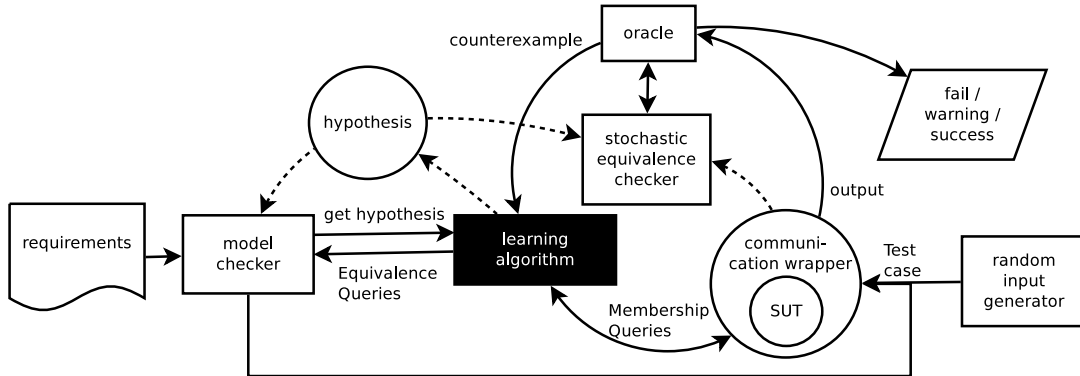 oracle
counterexample
fail /
warning /
success
hypothesis
stochastic
equivalence
checker
output
requirements
model
checker
get hypothesis
Equivalence
Queries
learning
algorithm
communi-
cation wrapper
SUT
Membership
Queries
Test
case
random
input
generator